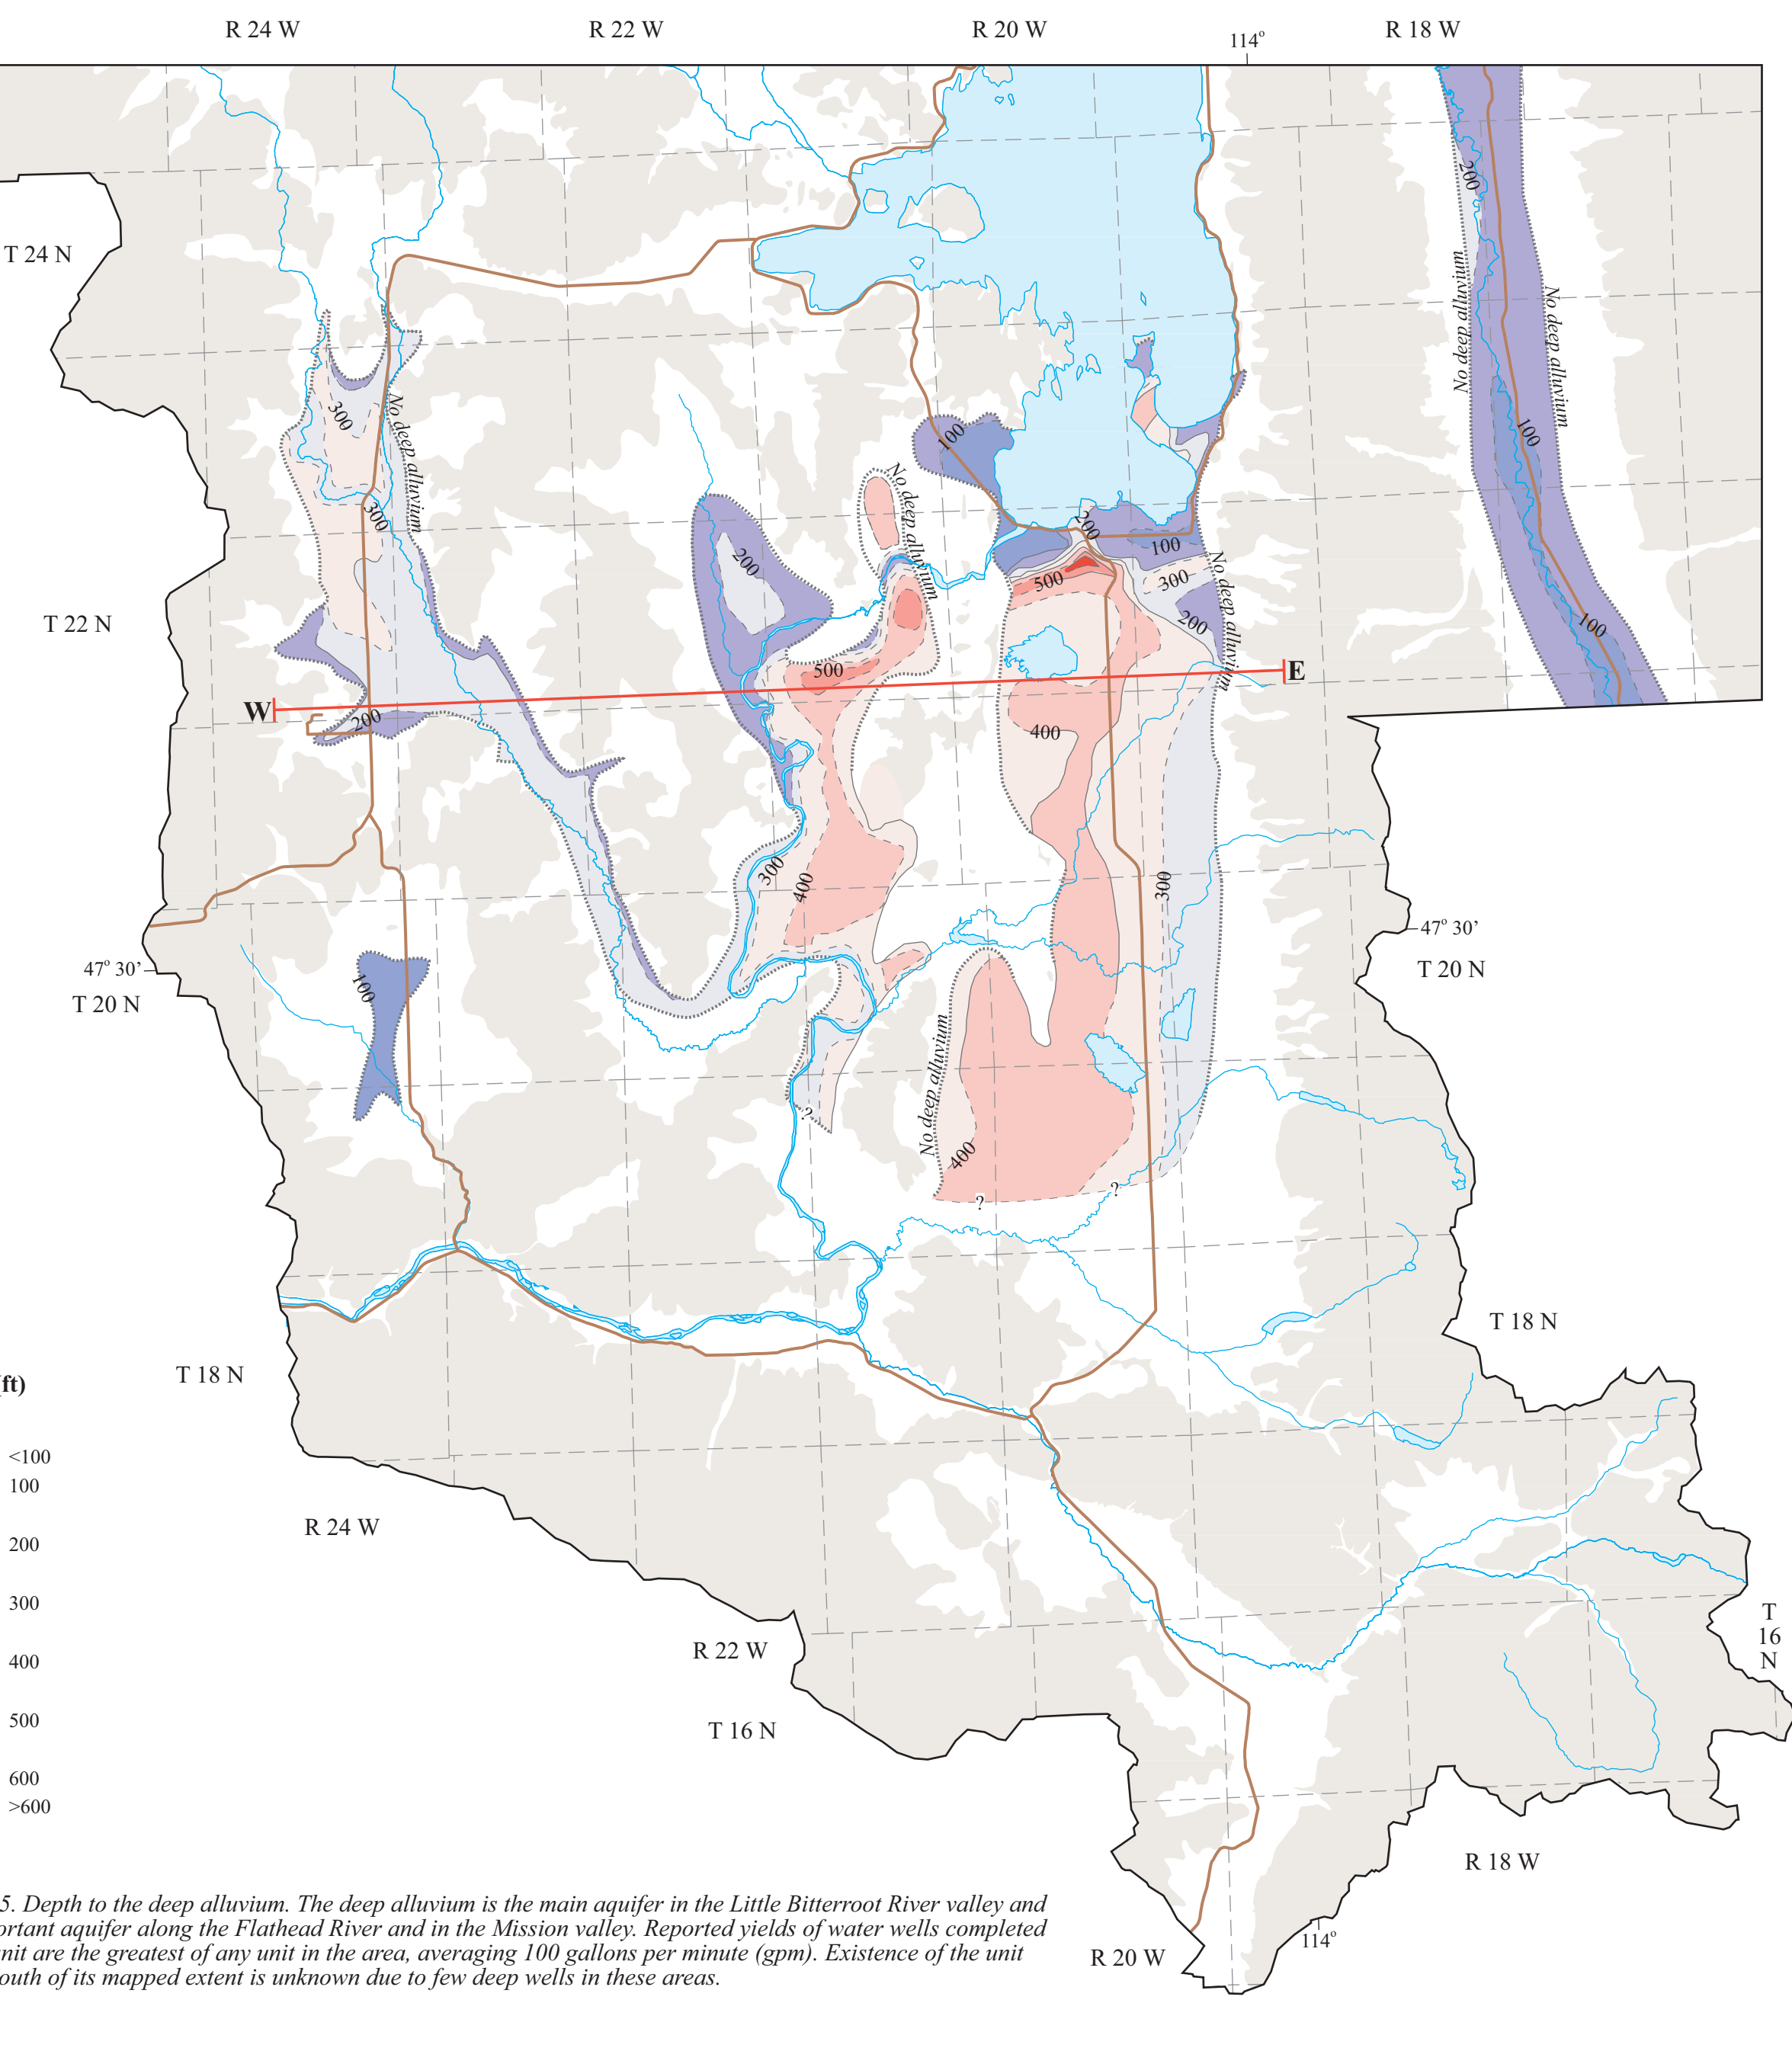 R 24 W
R 22 W
R 20 W
114°
R 18 W
T 24 N
200
No deep alluvium
No deep alluvium
300
No deep alluvium
100
100
No deep alluvium
300
200
200
100
500
300
No deep alluvium
T 22 N
200
100
500
W
E
200
400
300
400
300
47° 30’
47° 30’
T 20 N
T 20 N
100
No deep alluvium
?
400
?
?
T 18 N
T 18 N
(ft)
<100
100
R 24 W
200
300
T
16
N
R 22 W
400
500
T 16 N
600
>600
R 18 W
5. Depth to the deep alluvium. The deep alluvium is the main aquifer in the Little Bitterroot River valley and
ortant aquifer along the Flathead River and in the Mission valley. Reported yields of water wells completed
nit are the greatest of any unit in the area, averaging 100 gallons per minute (gpm). Existence of the unit
outh of its mapped extent is unknown due to few deep wells in these areas.
114°
R 20 W